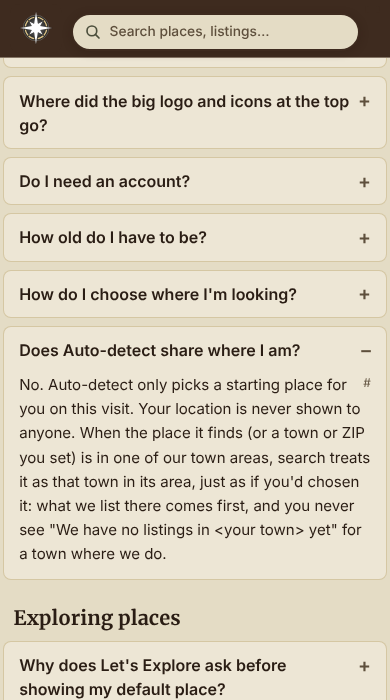 Search places, listings...
Where did the big logo and icons at the top +
go?
Do I need an account? +
How old do I have to be? +
How do I choose where I'm looking? +
Does Auto-detect share where I am? –
No. Auto-detect only picks a starting place for #
you on this visit. Your location is never shown to
anyone. When the place it finds (or a town or ZIP
you set) is in one of our town areas, search treats
it as that town in its area, just as if you'd chosen
it: what we list there comes first, and you never
see "We have no listings in <your town> yet" for
a town where we do.
Exploring places
Why does Let's Explore ask before +
showing my default place?